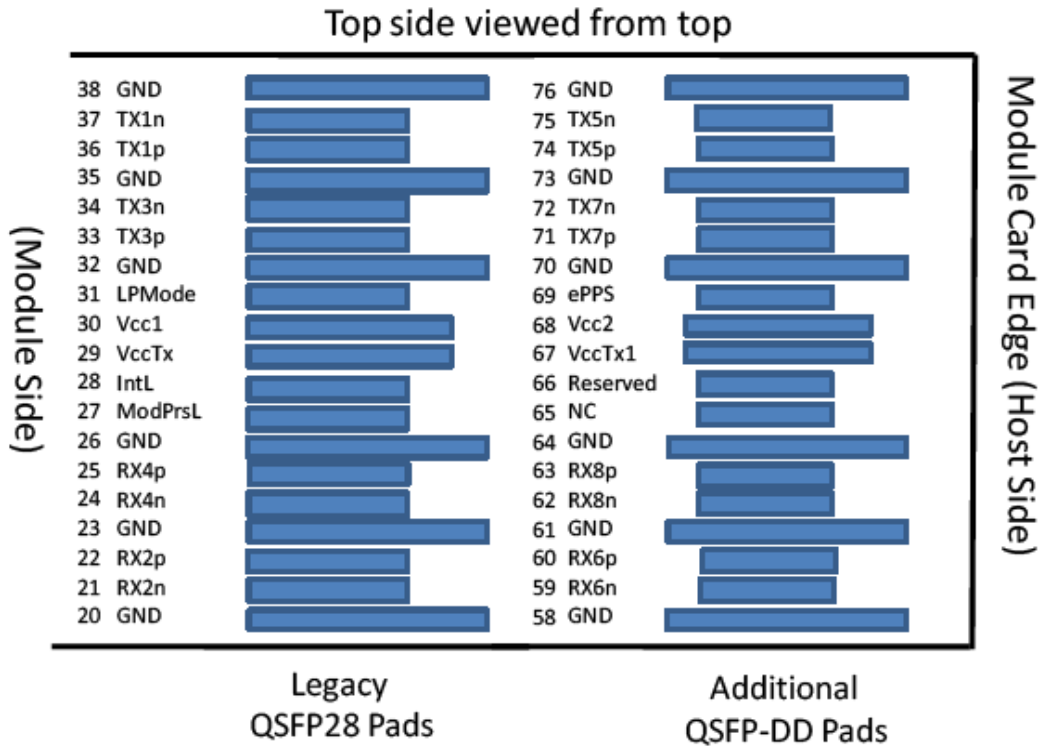 Top side viewed from top
38 GND 76 GND
37 TX1n 75 TX5n
36 TX1p 74 TX5p
35 GND 73 GND
34 TX3n 72 TX7n
33 TX3p 71 TX7p
32 GND 70 GND
31 LPMode 69 ePPS
30 Vcc1 68 Vcc2
29 VccTx 67 VccTx1
28 IntL 66 Reserved
27 ModPrsL 65 NC
26 GND 64 GND
25 RX4p 63 RX8p
24 RX4n 62 RX8n
23 GND 61 GND
22 RX2p 60 RX6p
21 RX2n 59 RX6n
20 GND 58 GND
(Module Side)
Module Card Edge (Host Side)
Legacy
QSFP28 Pads
Additional
QSFP-DD Pads